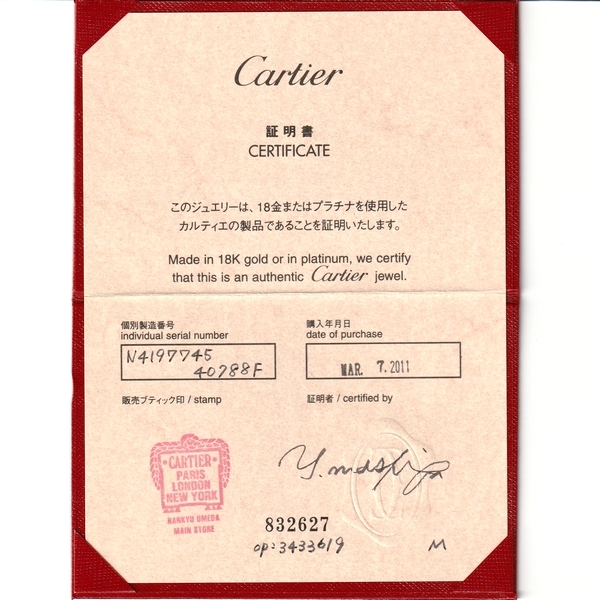 Cartier
証明書
CERTIFICATE
このジュエリーは、18金またはプラチナを使用した
カルティエの製品であることを証明いたします。
Made in 18K gold or in platinum, we certify
that this is an authentic Cartier jewel.
個別製造番号
individual serial number
N4197745
40788F
購入年月日
date of purchase
MAR. 7.2011
販売ブティック印 / stamp
証明者 / certified by
CARTIER
PARIS
LONDON
NEW YORK
HANKYU UMEDA
MAIN STORE
832627
op:3433619
M